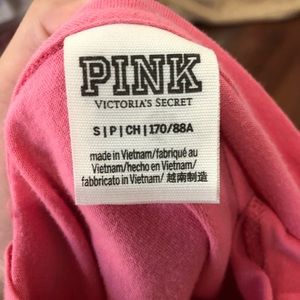 PINK
VICTORIA'S SECRET
S|P|CH|170/88A
made in Vietnam/fabriqué au
Vietnam/hecho en Vietnam/
fabbricato in Vietnam/ 越南制造